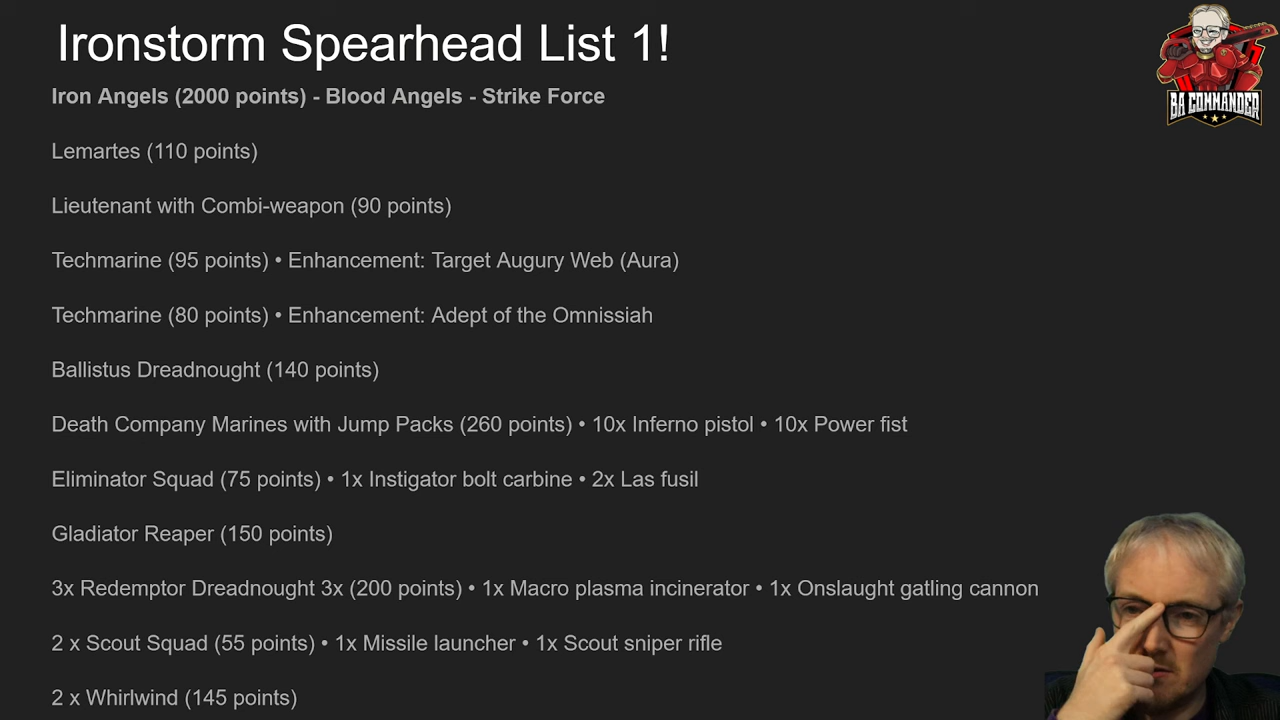 Ironstorm Spearhead List 1!
BA COMMANDER
Iron Angels (2000 points) - Blood Angels - Strike Force
Lemartes (110 points)
Lieutenant with Combi-weapon (90 points)
Techmarine (95 points) • Enhancement: Target Augury Web (Aura)
Techmarine (80 points) • Enhancement: Adept of the Omnissiah
Ballistus Dreadnought (140 points)
Death Company Marines with Jump Packs (260 points) • 10x Inferno pistol • 10x Power fist
Eliminator Squad (75 points) • 1x Instigator bolt carbine • 2x Las fusil
Gladiator Reaper (150 points)
3x Redemptor Dreadnought 3x (200 points) • 1x Macro plasma incinerator • 1x Onslaught gatling cannon
2 x Scout Squad (55 points) • 1x Missile launcher • 1x Scout sniper rifle
2 x Whirlwind (145 points)